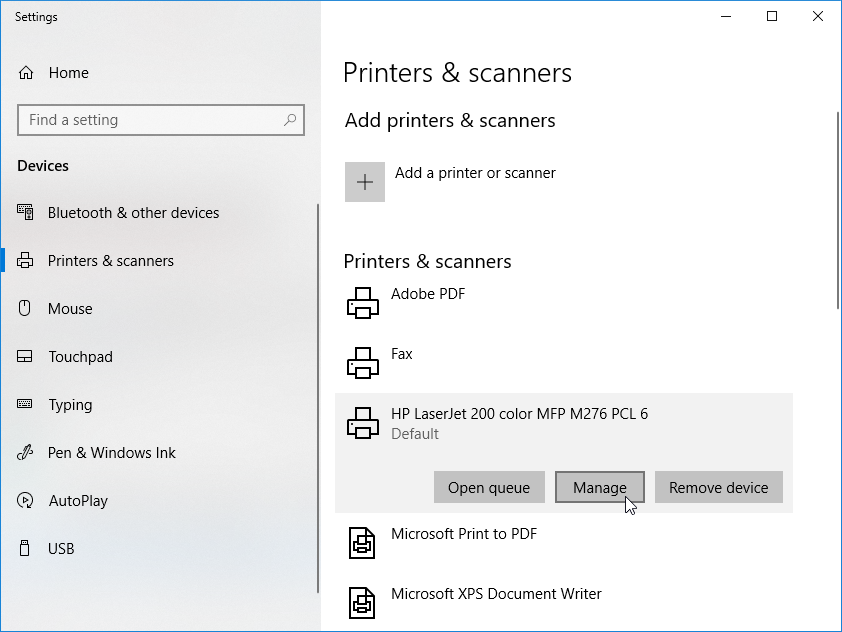 Settings
Home
Find a setting
Devices
Bluetooth & other devices
Printers & scanners
Mouse
Touchpad
Typing
Pen & Windows Ink
AutoPlay
USB
Printers & scanners
Add printers & scanners
Add a printer or scanner
Printers & scanners
Adobe PDF
Fax
HP LaserJet 200 color MFP M276 PCL 6
Default
Open queue Manage Remove device
Microsoft Print to PDF
Microsoft XPS Document Writer